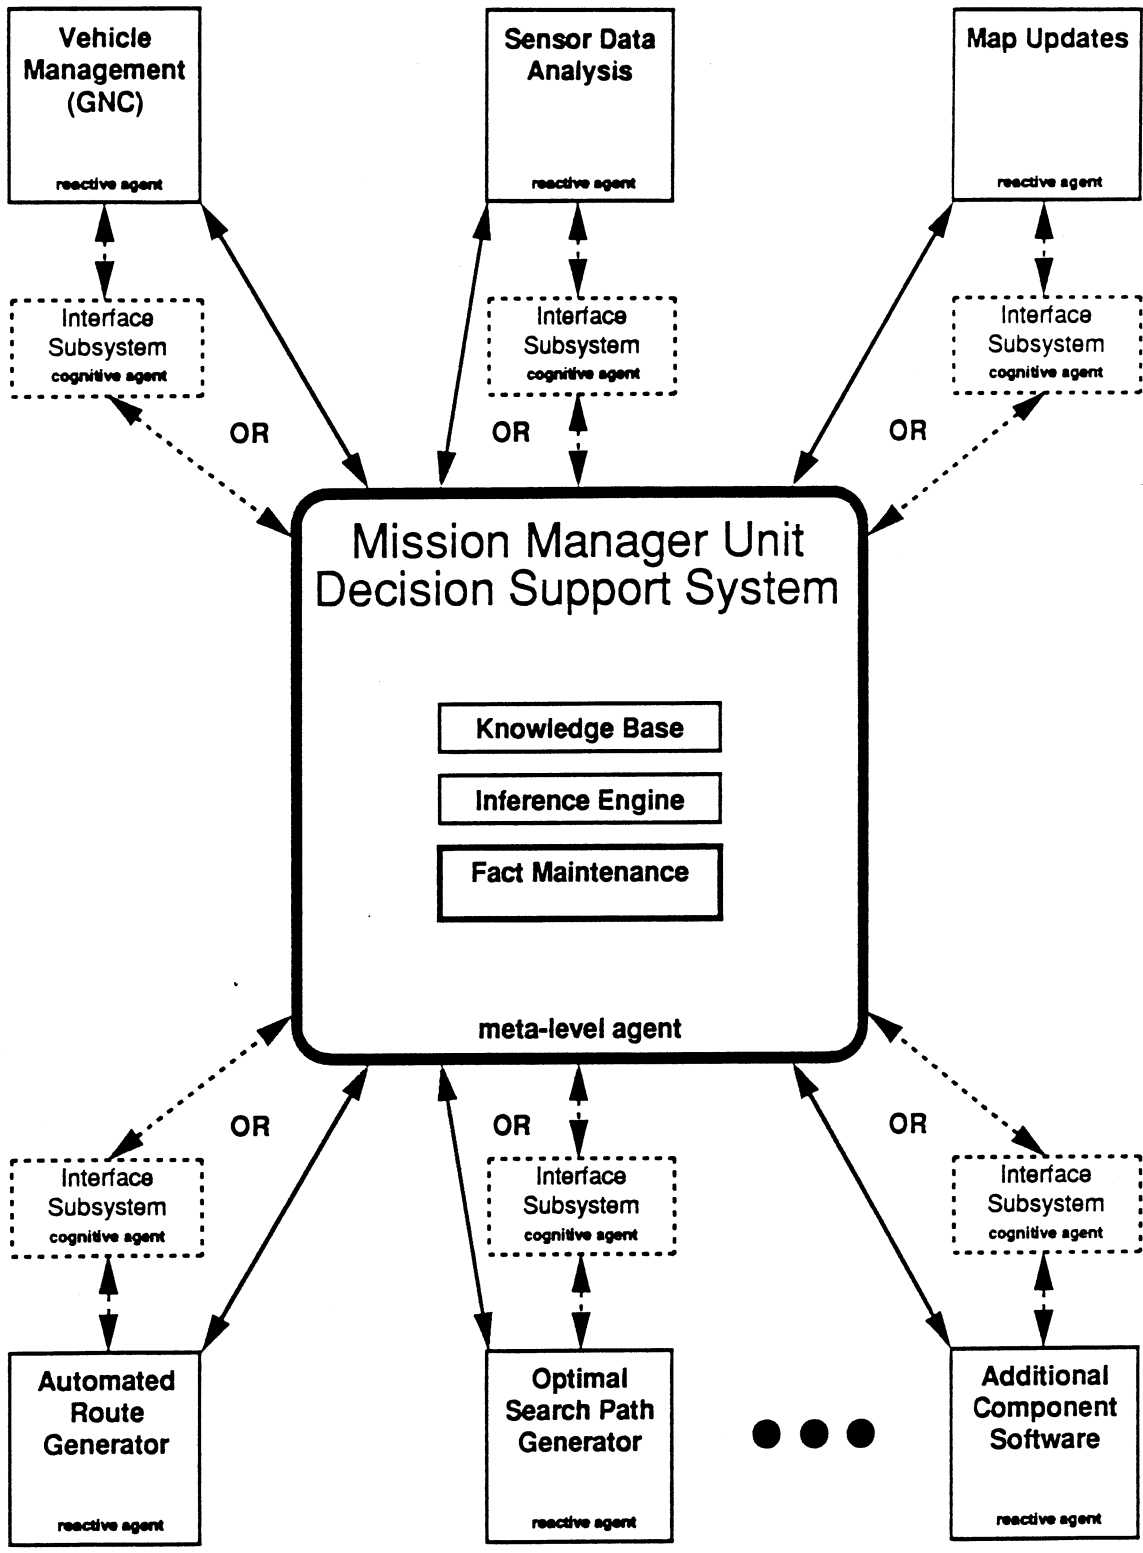 Vehicle
Management
(GNC)
reactive agent
Sensor Data
Analysis
reactive agent
Map Updates
reactive agent
Interface
Subsystem
cognitive agent
Interface
Subsystem
cognitive agent
Interface
Subsystem
cognitive agent
OR
OR
OR
Mission Manager Unit
Decision Support System
Knowledge Base
Inference Engine
Fact Maintenance
meta-level agent
OR
OR
OR
Interface
Subsystem
cognitive agent
Interface
Subsystem
cognitive agent
Interface
Subsystem
cognitive agent
Automated
Route
Generator
reactive agent
Optimal
Search Path
Generator
reactive agent
Additional
Component
Software
reactive agent